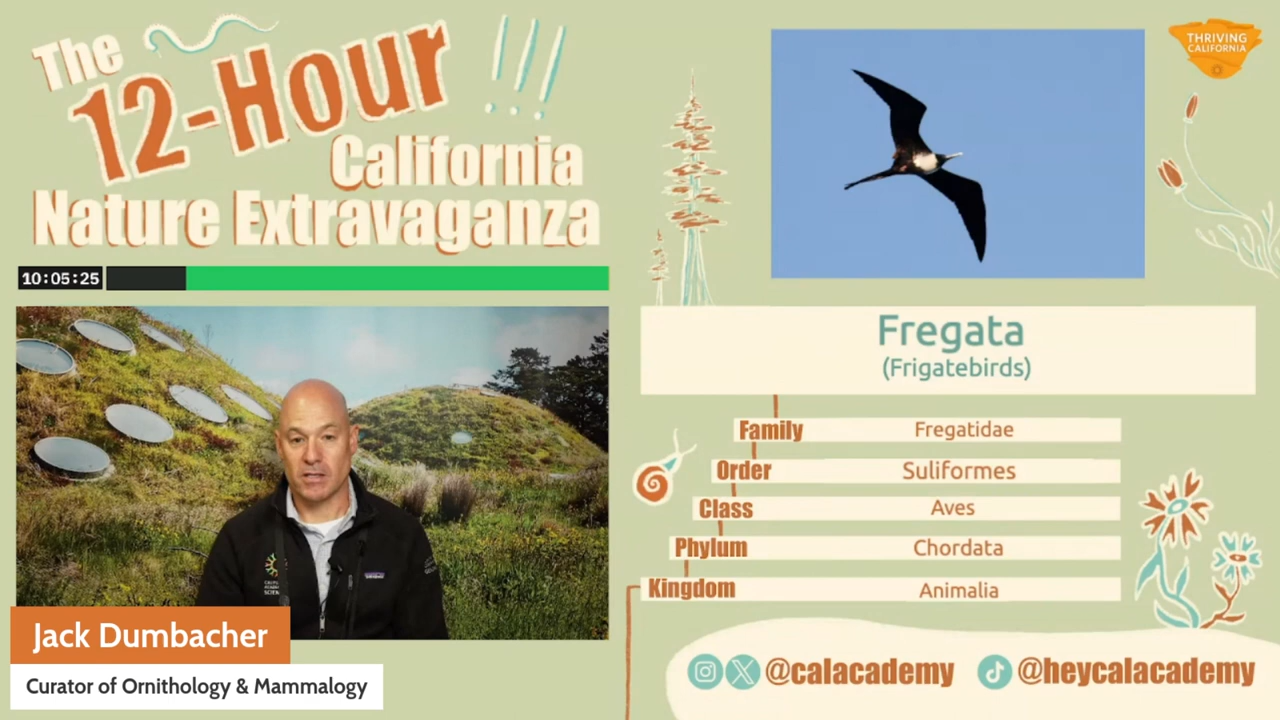 The
12-Hour
!!!
California
Nature Extravaganza
10:05:25
THRIVING
CALIFORNIA
Fregata
(Frigatebirds)
Family Fregatidae
Order Suliformes
Class Aves
Phylum Chordata
Kingdom Animalia
Jack Dumbacher
Curator of Ornithology & Mammalogy
@calacademy @heycalacademy